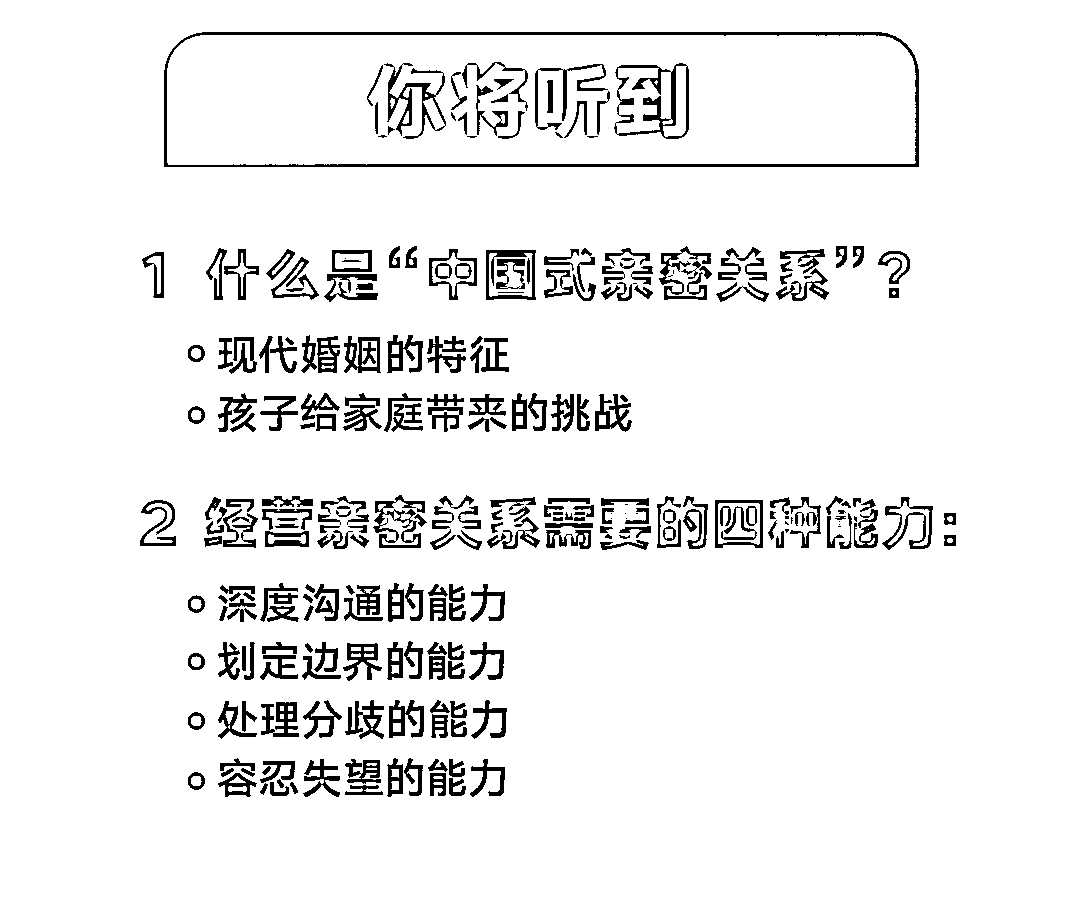 你将听到
1 什么是“中国式亲密关系”?
现代婚姻的特征
孩子给家庭带来的挑战
2 经营亲密关系需要的四种能力:
深度沟通的能力
划定边界的能力
处理分歧的能力
容忍失望的能力